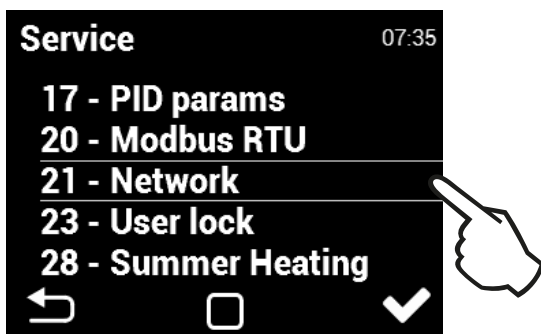 Service 07:35
17 - PID params
20 - Modbus RTU
21 - Network
23 - User lock
28 - Summer Heating